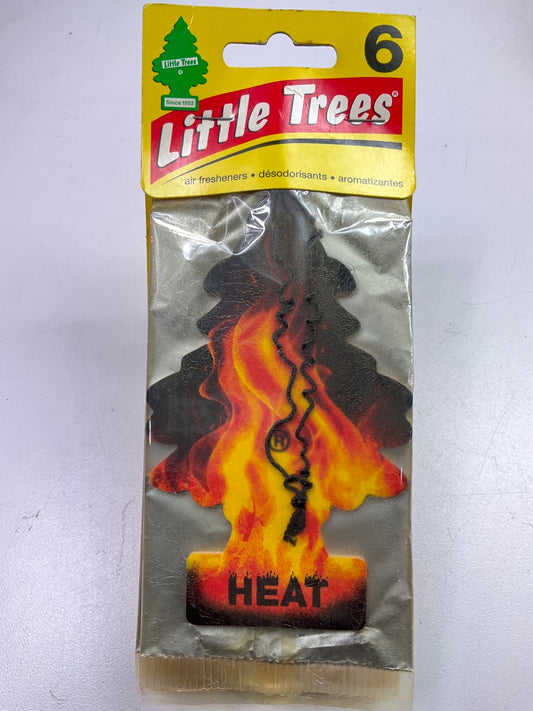 6
Little Trees
Since 1952
Little Trees®
air fresheners • désodorisants • aromatizantes
®
HEAT